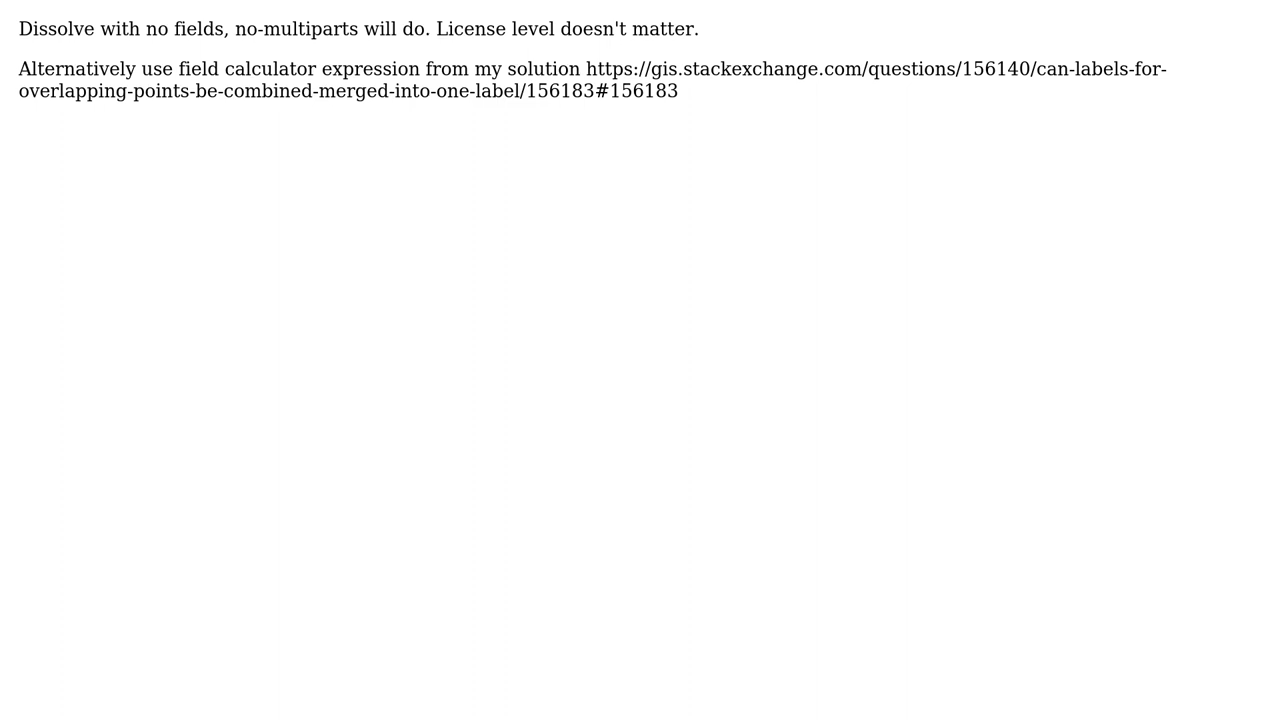 Dissolve with no fields, no-multiparts will do. License level doesn't matter.
Alternatively use field calculator expression from my solution https://gis.stackexchange.com/questions/156140/can-labels-for-
overlapping-points-be-combined-merged-into-one-label/156183#156183